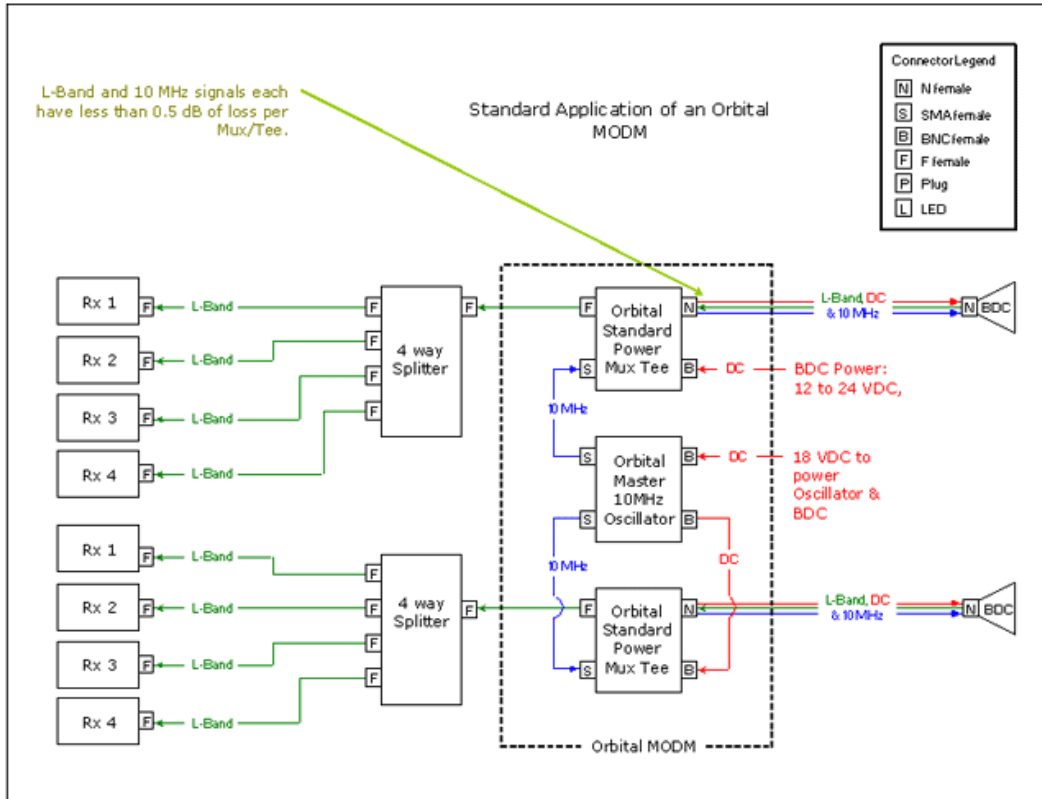 L-Band and 10 MHz signals each
have less than 0.5 dB of loss per
Mux/Tee.
Standard Application of an Orbital
MODM
Connector Legend
N N female
S SMA female
B BNC female
F F female
P Plug
L LED
Rx 1
F
L-Band
F
4 way
Splitter
F
F
Orbital
Standard
Power
Mux Tee
N
L-Band, DC
& 10 MHz
N
BDC
Rx 2
F
L-Band
F
S
B
DC
BDC Power:
12 to 24 VDC,
Rx 3
F
L-Band
F
10 MHz
Rx 4
F
L-Band
F
S
Orbital
Master
10MHz
Oscillator
B
DC
18 VDC to
power
Oscillator &
BDC
S
B
10 MHz
DC
Rx 1
F
L-Band
F
4 way
Splitter
F
F
Orbital
Standard
Power
Mux Tee
N
L-Band, DC
& 10 MHz
N
BDC
Rx 2
F
L-Band
F
Rx 3
F
L-Band
F
S
B
Rx 4
F
L-Band
F
Orbital MODM